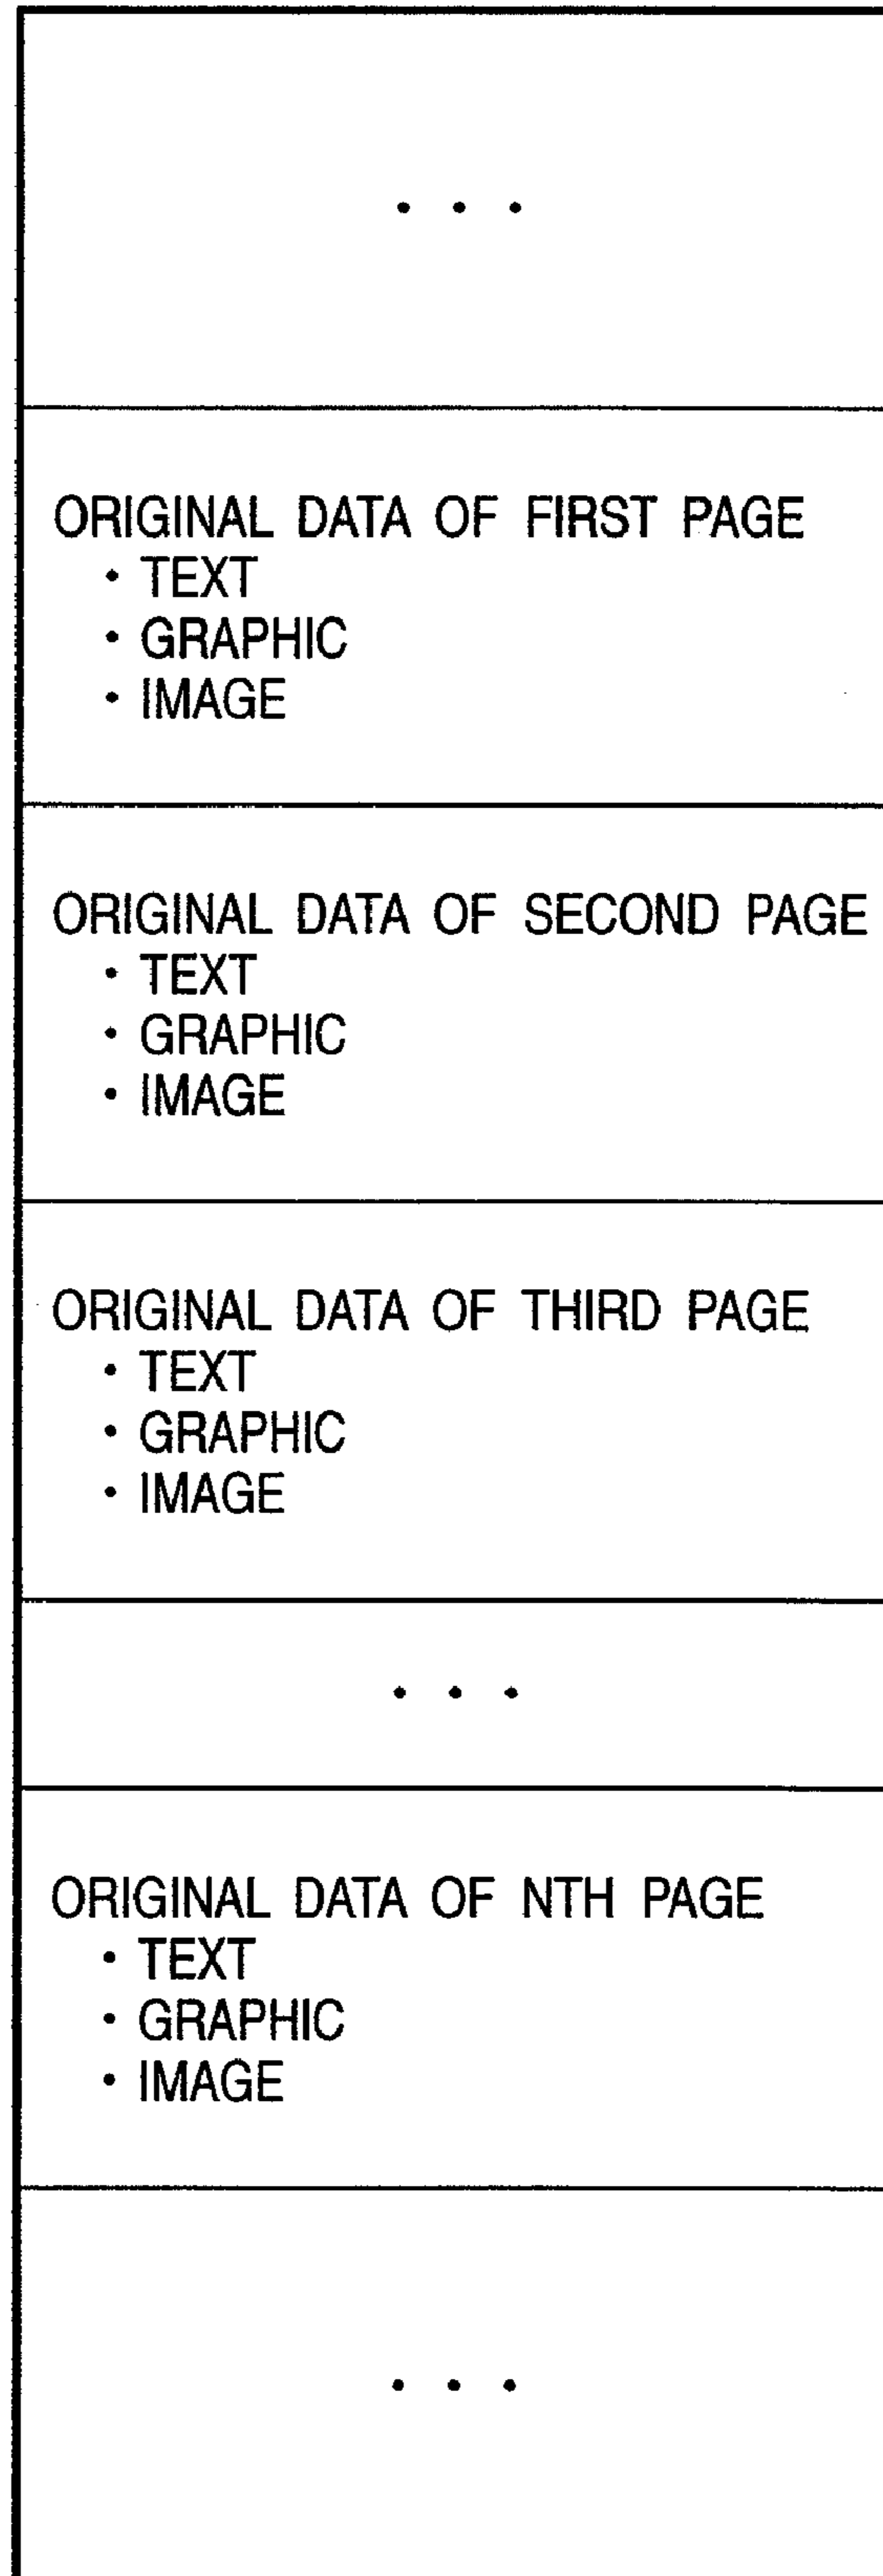 . . .
ORIGINAL DATA OF FIRST PAGE
・TEXT
・GRAPHIC
・IMAGE
ORIGINAL DATA OF SECOND PAGE
・TEXT
・GRAPHIC
・IMAGE
ORIGINAL DATA OF THIRD PAGE
・TEXT
・GRAPHIC
・IMAGE
. . .
ORIGINAL DATA OF NTH PAGE
・TEXT
・GRAPHIC
・IMAGE
. . .